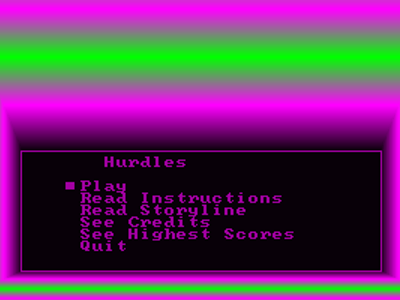 Hurdles
Play
Read Instructions
Read Storyline
See Credits
See Highest Scores
Quit